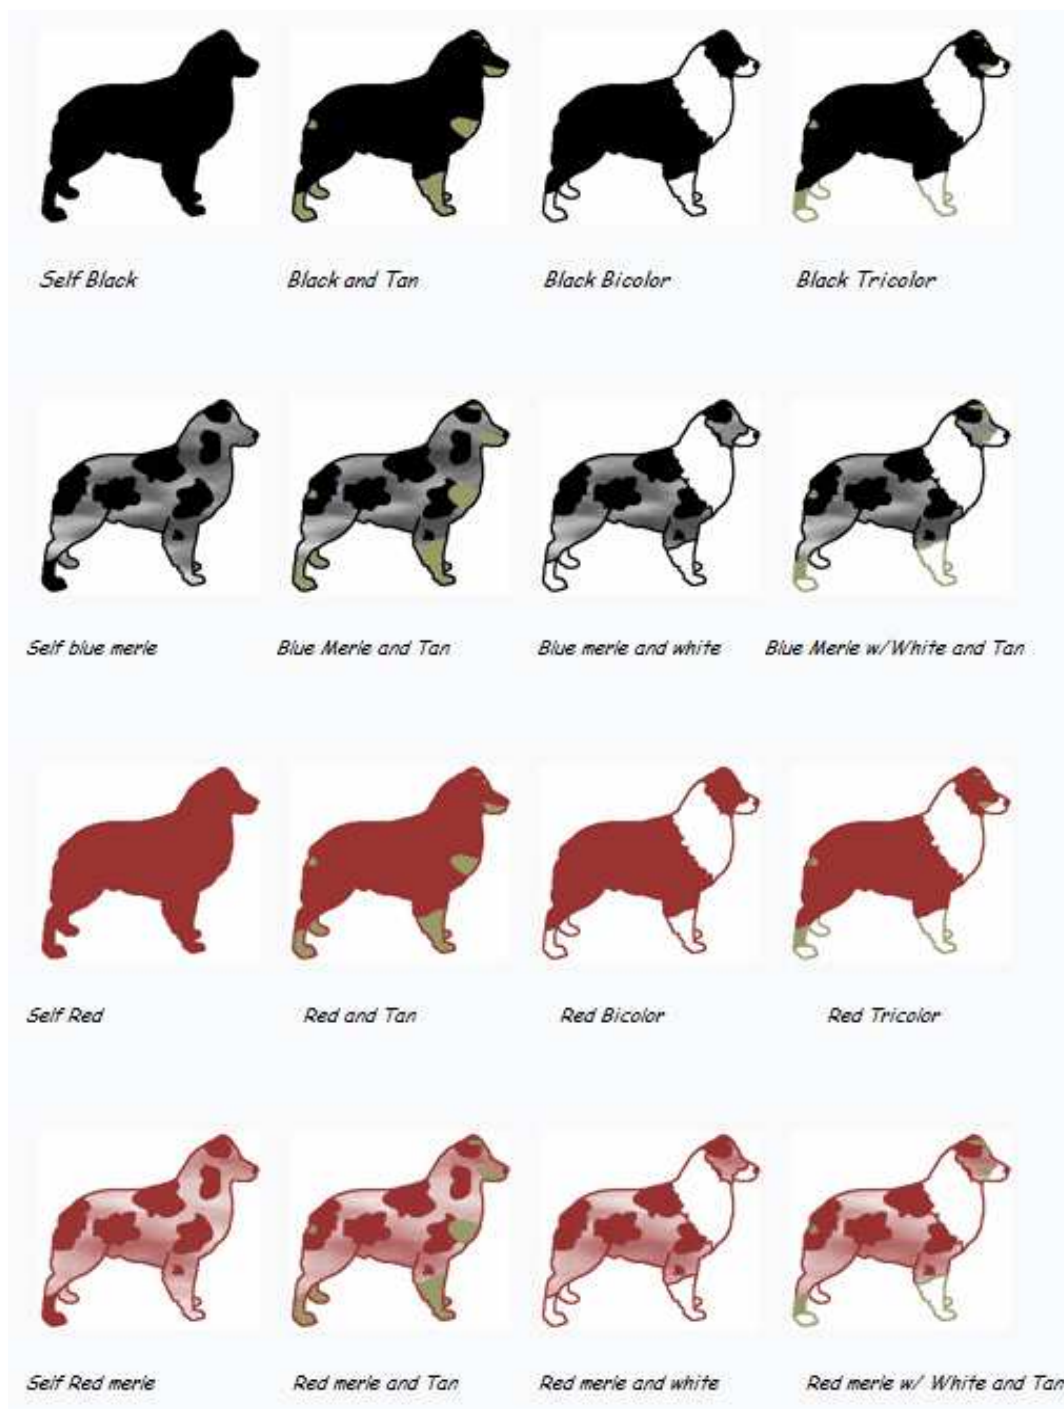 Self Black
Black and Tan
Black Bicolor
Black Tricolor
Self blue merle
Blue Merle and Tan
Blue merle and white
Blue Merle w/White and Tan
Self Red
Red and Tan
Red Bicolor
Red Tricolor
Self Red merle
Red merle and Tan
Red merle and white
Red merle w/ White and Tan